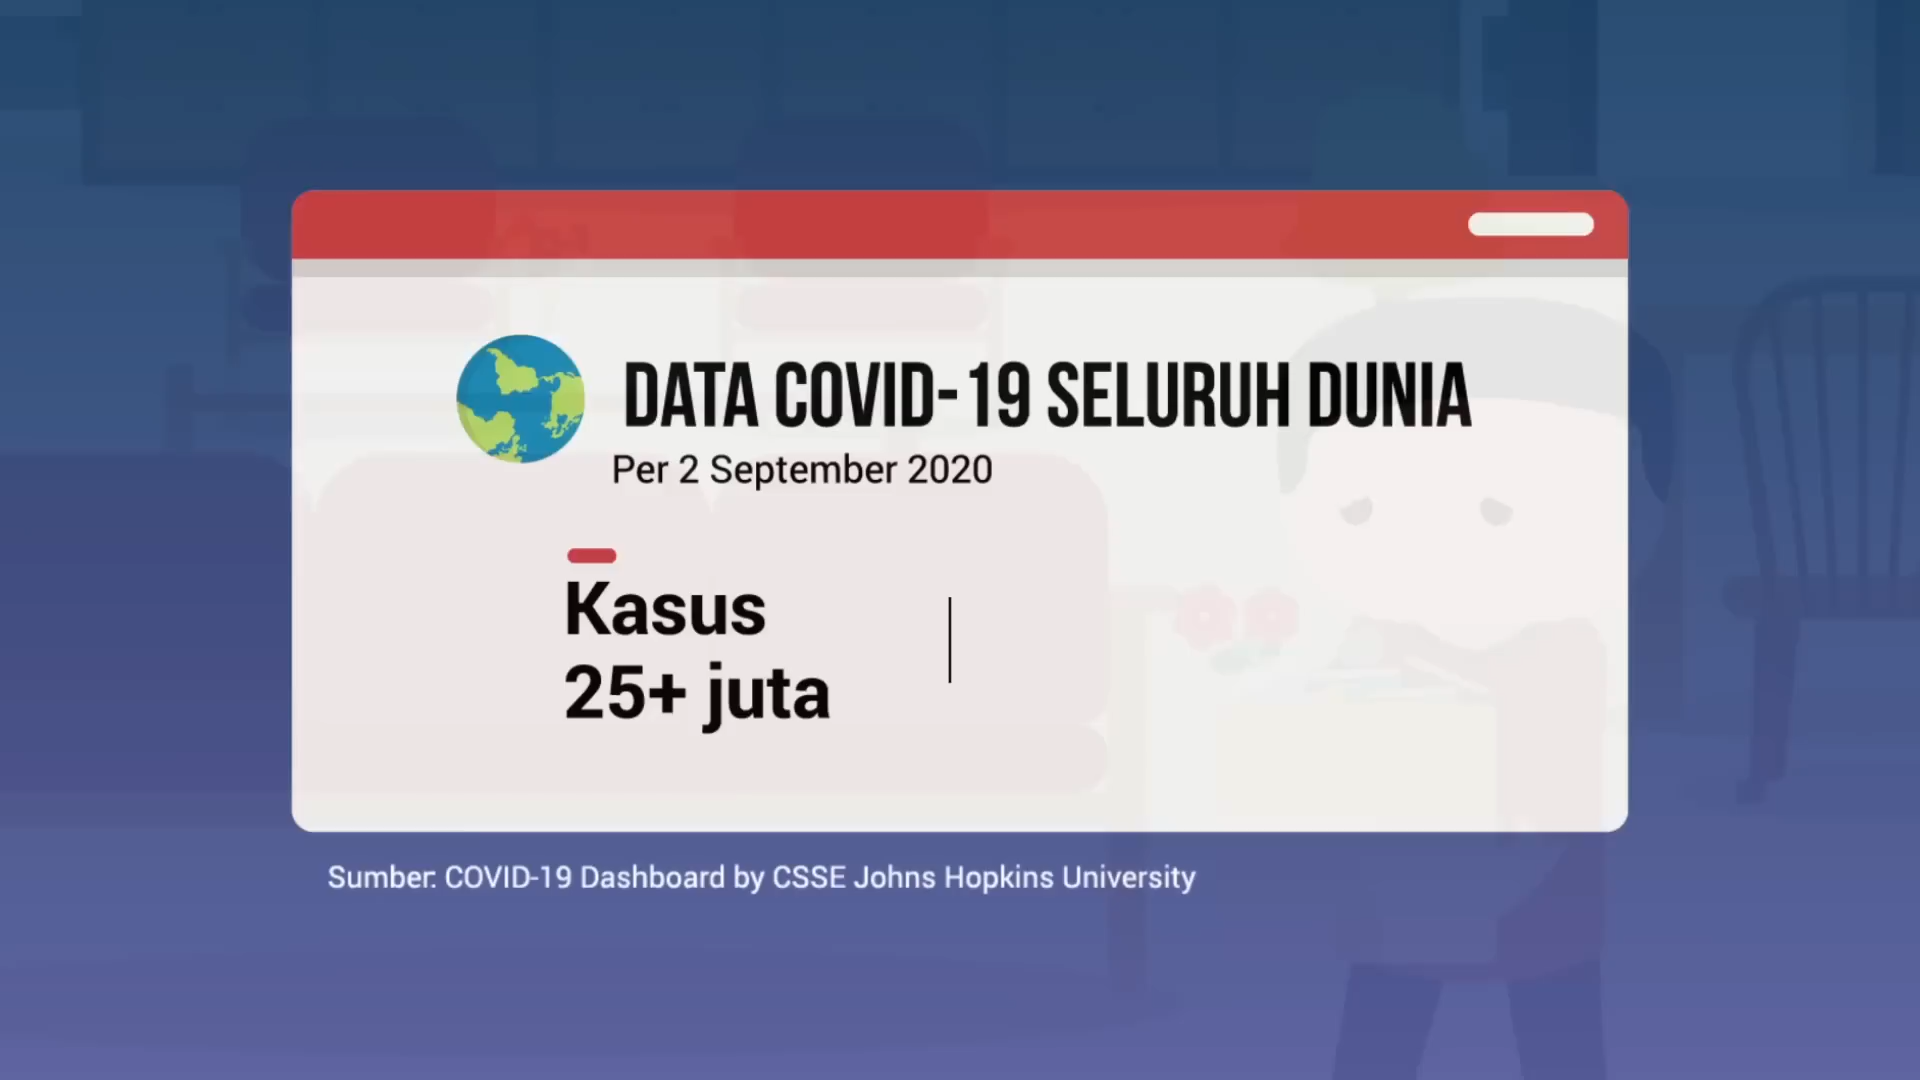 DATA COVID-19 SELURUH DUNIA
Per 2 September 2020
Kasus
25+ juta
Sumber: COVID-19 Dashboard by CSSE Johns Hopkins University